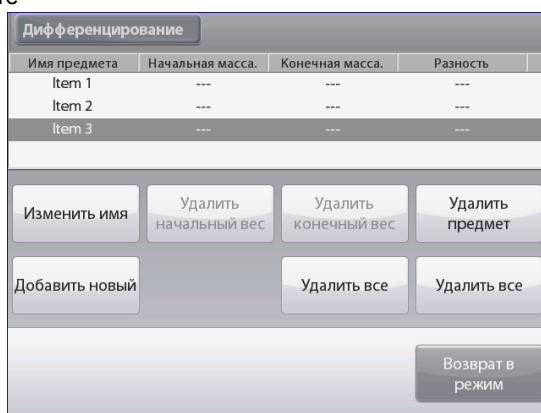 Дифференцирование
Имя предмета Начальная масса. Конечная масса. Разность
Item 1 --- --- ---
Item 2 --- --- ---
Item 3 --- --- ---
Изменить имя
Удалить
начальный вес
Удалить
конечный вес
Удалить
предмет
Добавить новый
Удалить все
Удалить все
Возврат в
режим